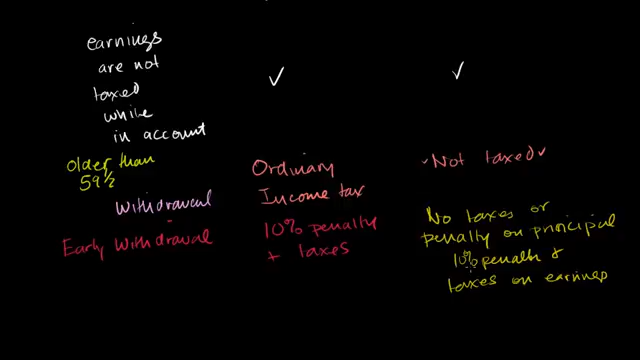 earnings
are not
taxed
while
in account
✓
✓
Older than
59½
withdrawal
Ordinary
Income tax
✓ Not taxed ✓
Early withdrawal
10% penalty
+ taxes
No taxes or
penalty on principal
10% penalty &
taxes on earnings